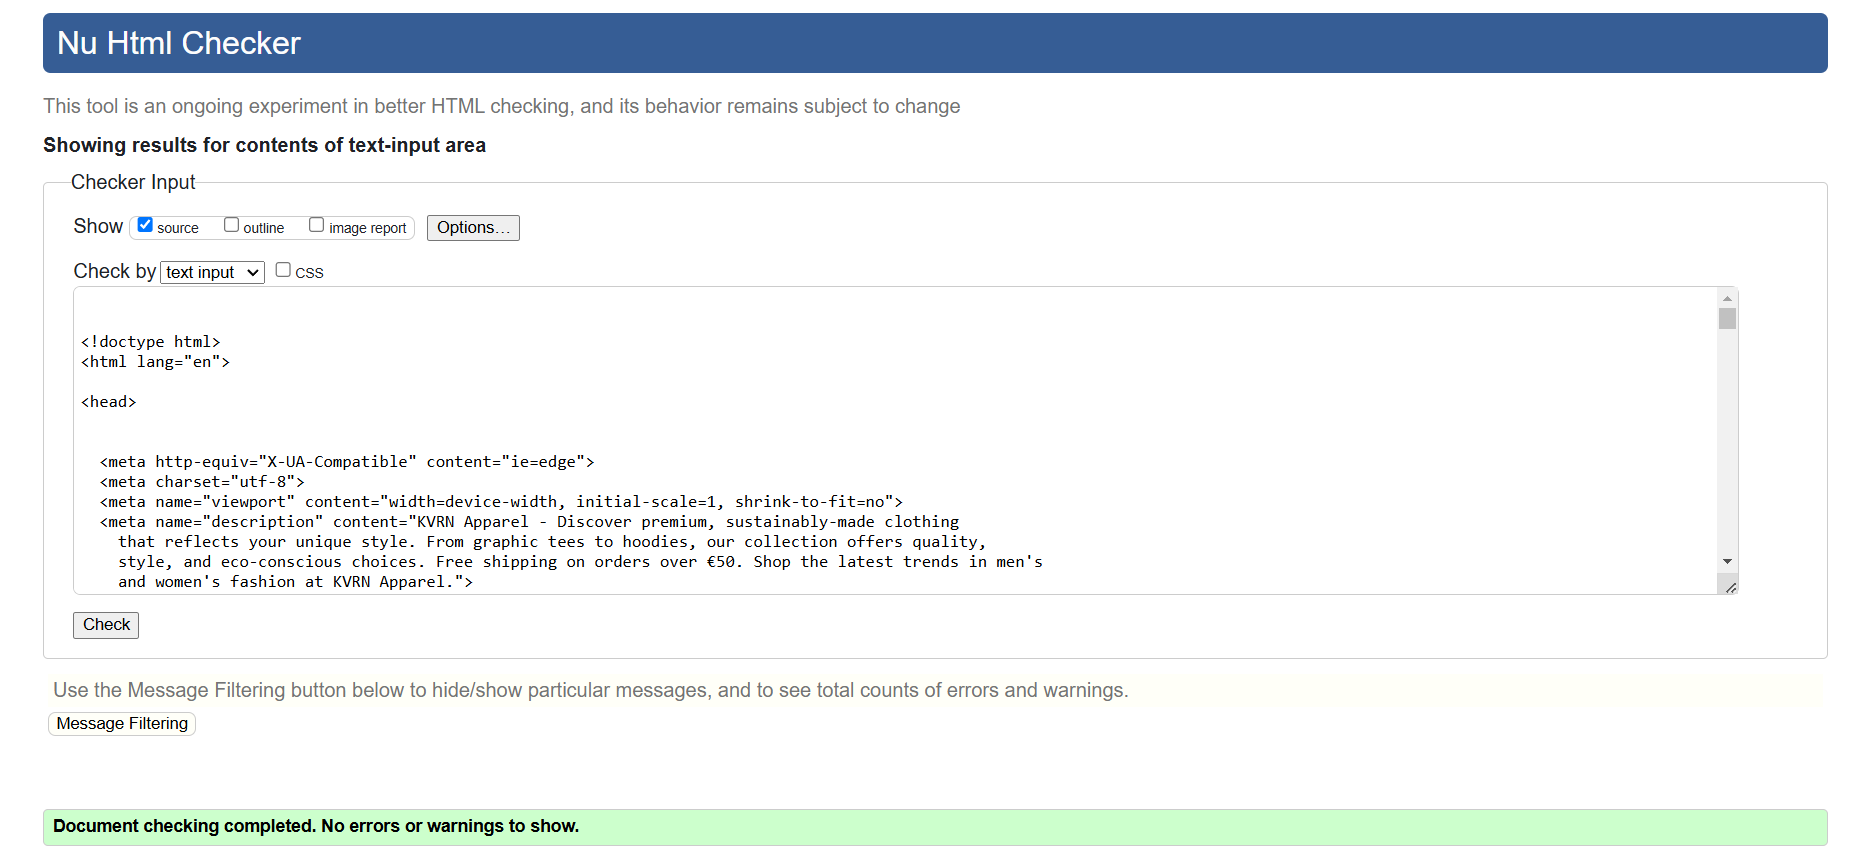 Nu Html Checker
This tool is an ongoing experiment in better HTML checking, and its behavior remains subject to change
Showing results for contents of text-input area
Checker Input
Show source outline image report Options...
Check by text input CSS
<!doctype html>
<html lang="en">
<head>
<meta http-equiv="X-UA-Compatible" content="ie=edge">
<meta charset="utf-8">
<meta name="viewport" content="width=device-width, initial-scale=1, shrink-to-fit=no">
<meta name="description" content="KVRN Apparel - Discover premium, sustainably-made clothing
that reflects your unique style. From graphic tees to hoodies, our collection offers quality,
style, and eco-conscious choices. Free shipping on orders over €50. Shop the latest trends in men's
and women's fashion at KVRN Apparel.">
Check
Use the Message Filtering button below to hide/show particular messages, and to see total counts of errors and warnings.
Message Filtering
Document checking completed. No errors or warnings to show.